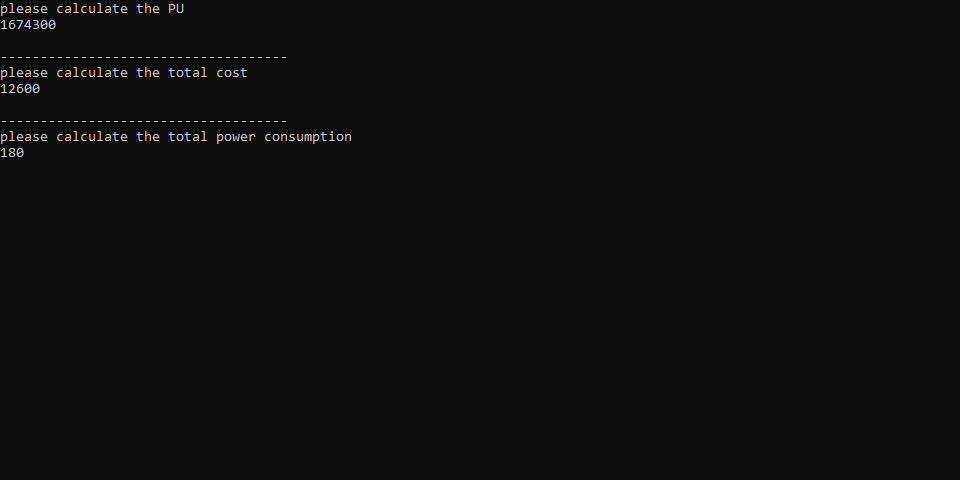 please calculate the PU
1674300
------------------------------------
please calculate the total cost
12600
------------------------------------
please calculate the total power consumption
180